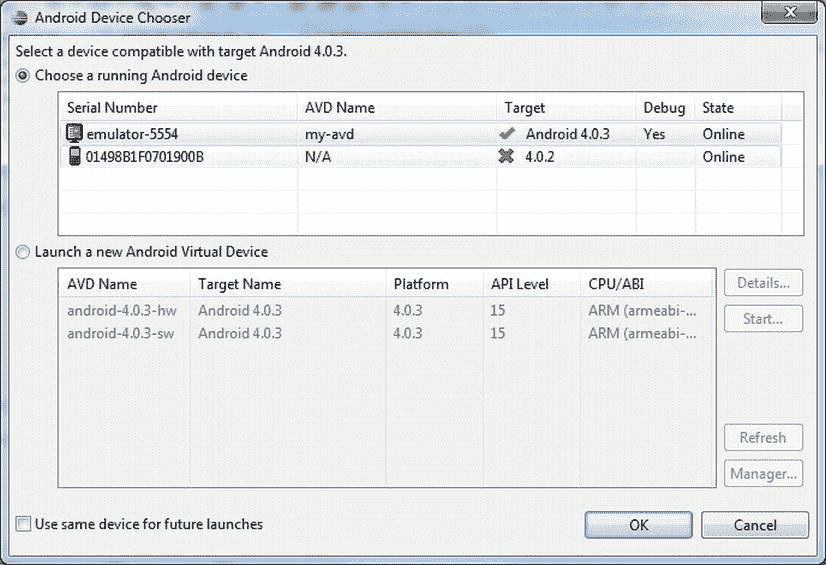 Android Device Chooser
Select a device compatible with target Android 4.0.3.
Choose a running Android device
Serial Number AVD Name Target Debug State
emulator-5554 my-avd Android 4.0.3 Yes Online
01498B1F0701900B N/A 4.0.2 Online
Launch a new Android Virtual Device
AVD Name Target Name Platform API Level CPU/ABI Details...
android-4.0.3-hw Android 4.0.3 4.0.3 15 ARM (armeabi-...
Start...
android-4.0.3-sw Android 4.0.3 4.0.3 15 ARM (armeabi-...
Refresh
Manager...
Use same device for future launches OK Cancel